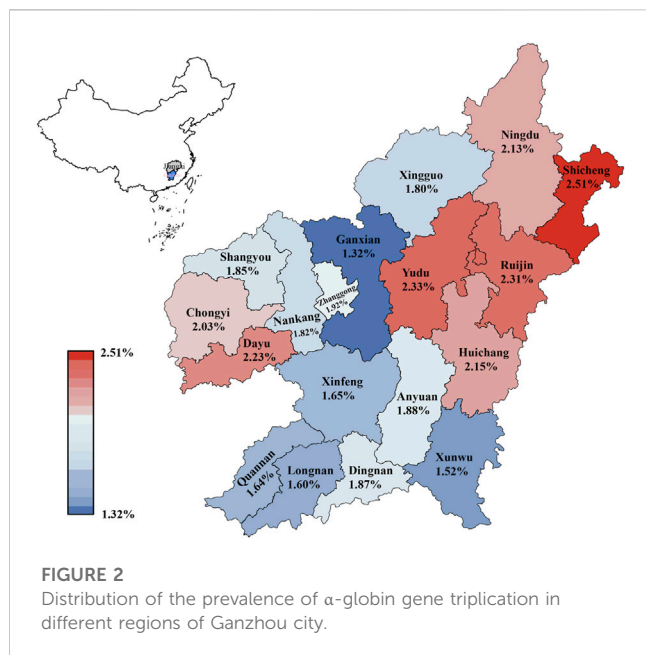 Jiangxi
Ningdu
2.13%
Shicheng
2.51%
Xingguo
1.80%
Ganxian
1.32%
Shangyou
1.85%
Yudu
2.33%
Ruijin
2.31%
Zhanggong
1.92%
Chongyi
2.03%
Nankang
1.82%
Dayu
2.23%
Huichang
2.15%
2.51%
Xinfeng
1.65%
Anyuan
1.88%
Xunwu
1.52%
Quannan
1.64%
Longnan
1.60%
Dingnan
1.87%
1.32%
FIGURE 2
Distribution of the prevalence of α-globin gene triplication in
different regions of Ganzhou city.